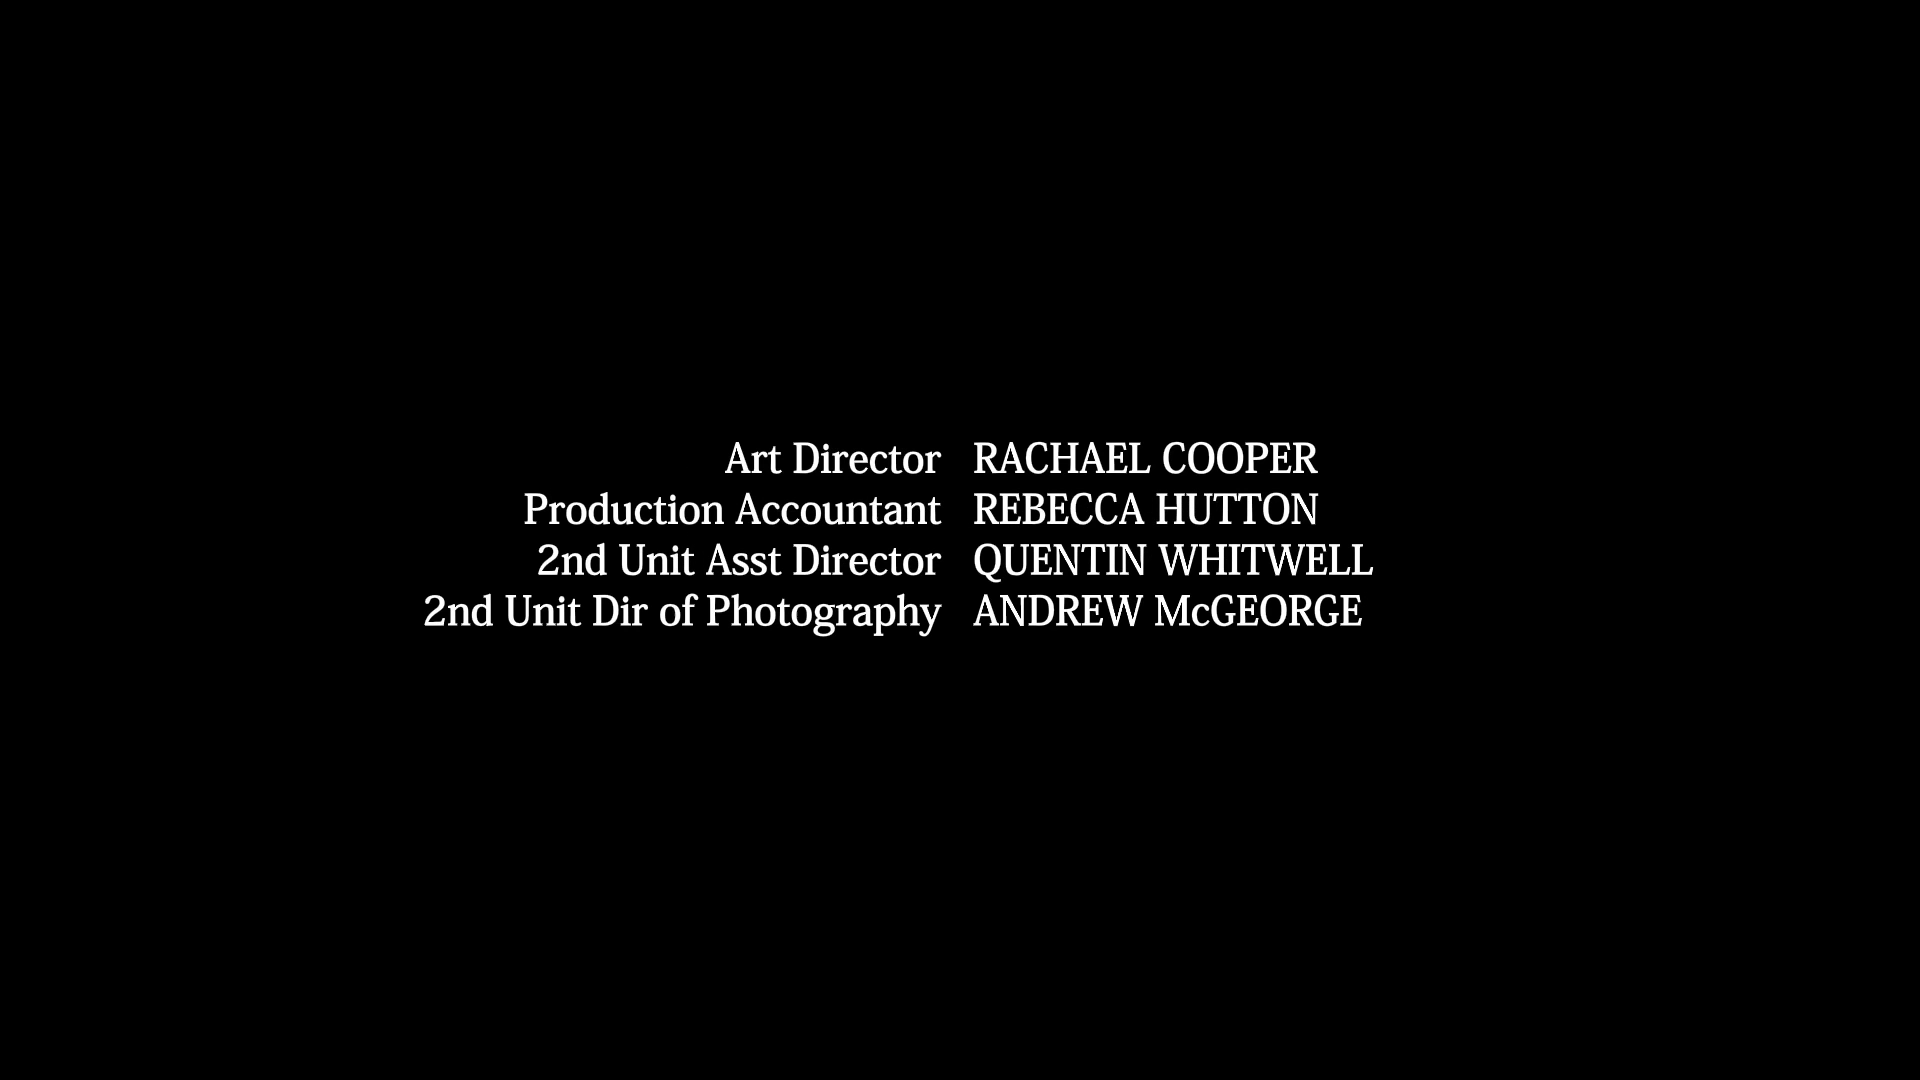 Art Director RACHAEL COOPER
Production Accountant REBECCA HUTTON
2nd Unit Asst Director QUENTIN WHITWELL
2nd Unit Dir of Photography ANDREW McGEORGE